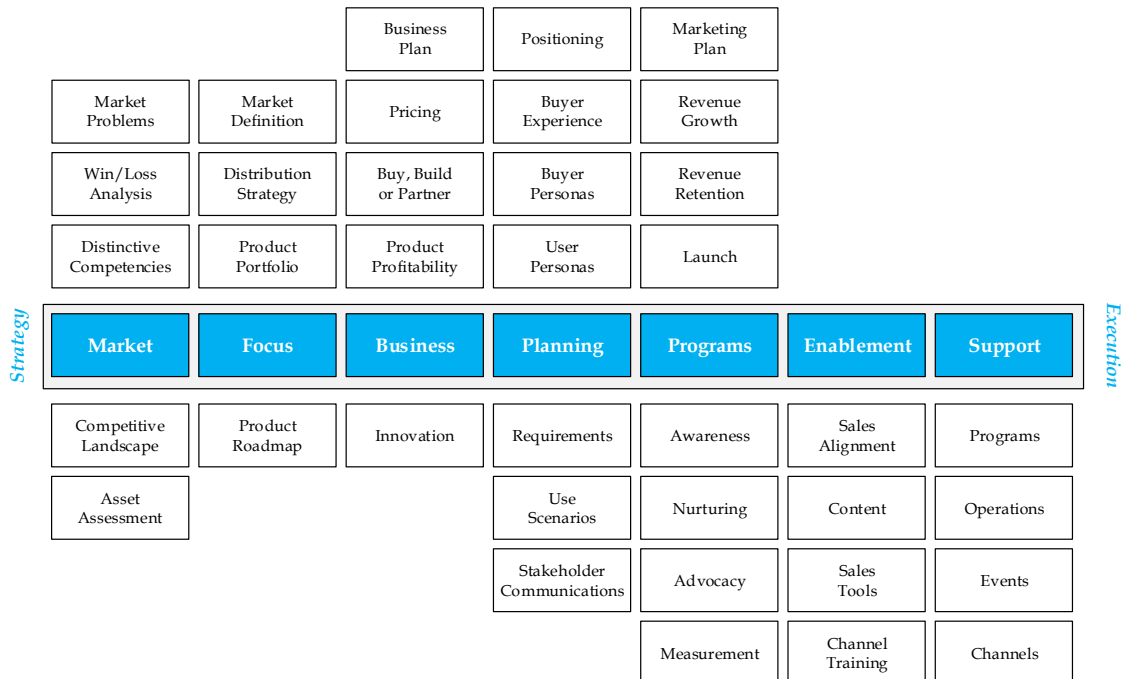 Business
Plan
Positioning
Marketing
Plan
Market
Problems
Market
Definition
Pricing
Buyer
Experience
Revenue
Growth
Win/Loss
Analysis
Distribution
Strategy
Buy, Build
or Partner
Buyer
Personas
Revenue
Retention
Distinctive
Competencies
Product
Portfolio
Product
Profitability
User
Personas
Launch
Strategy
Market
Focus
Business
Planning
Programs
Enablement
Support
Execution
Competitive
Landscape
Product
Roadmap
Innovation
Requirements
Awareness
Sales
Alignment
Programs
Asset
Assessment
Use
Scenarios
Nurturing
Content
Operations
Stakeholder
Communications
Advocacy
Sales
Tools
Events
Measurement
Channel
Training
Channels